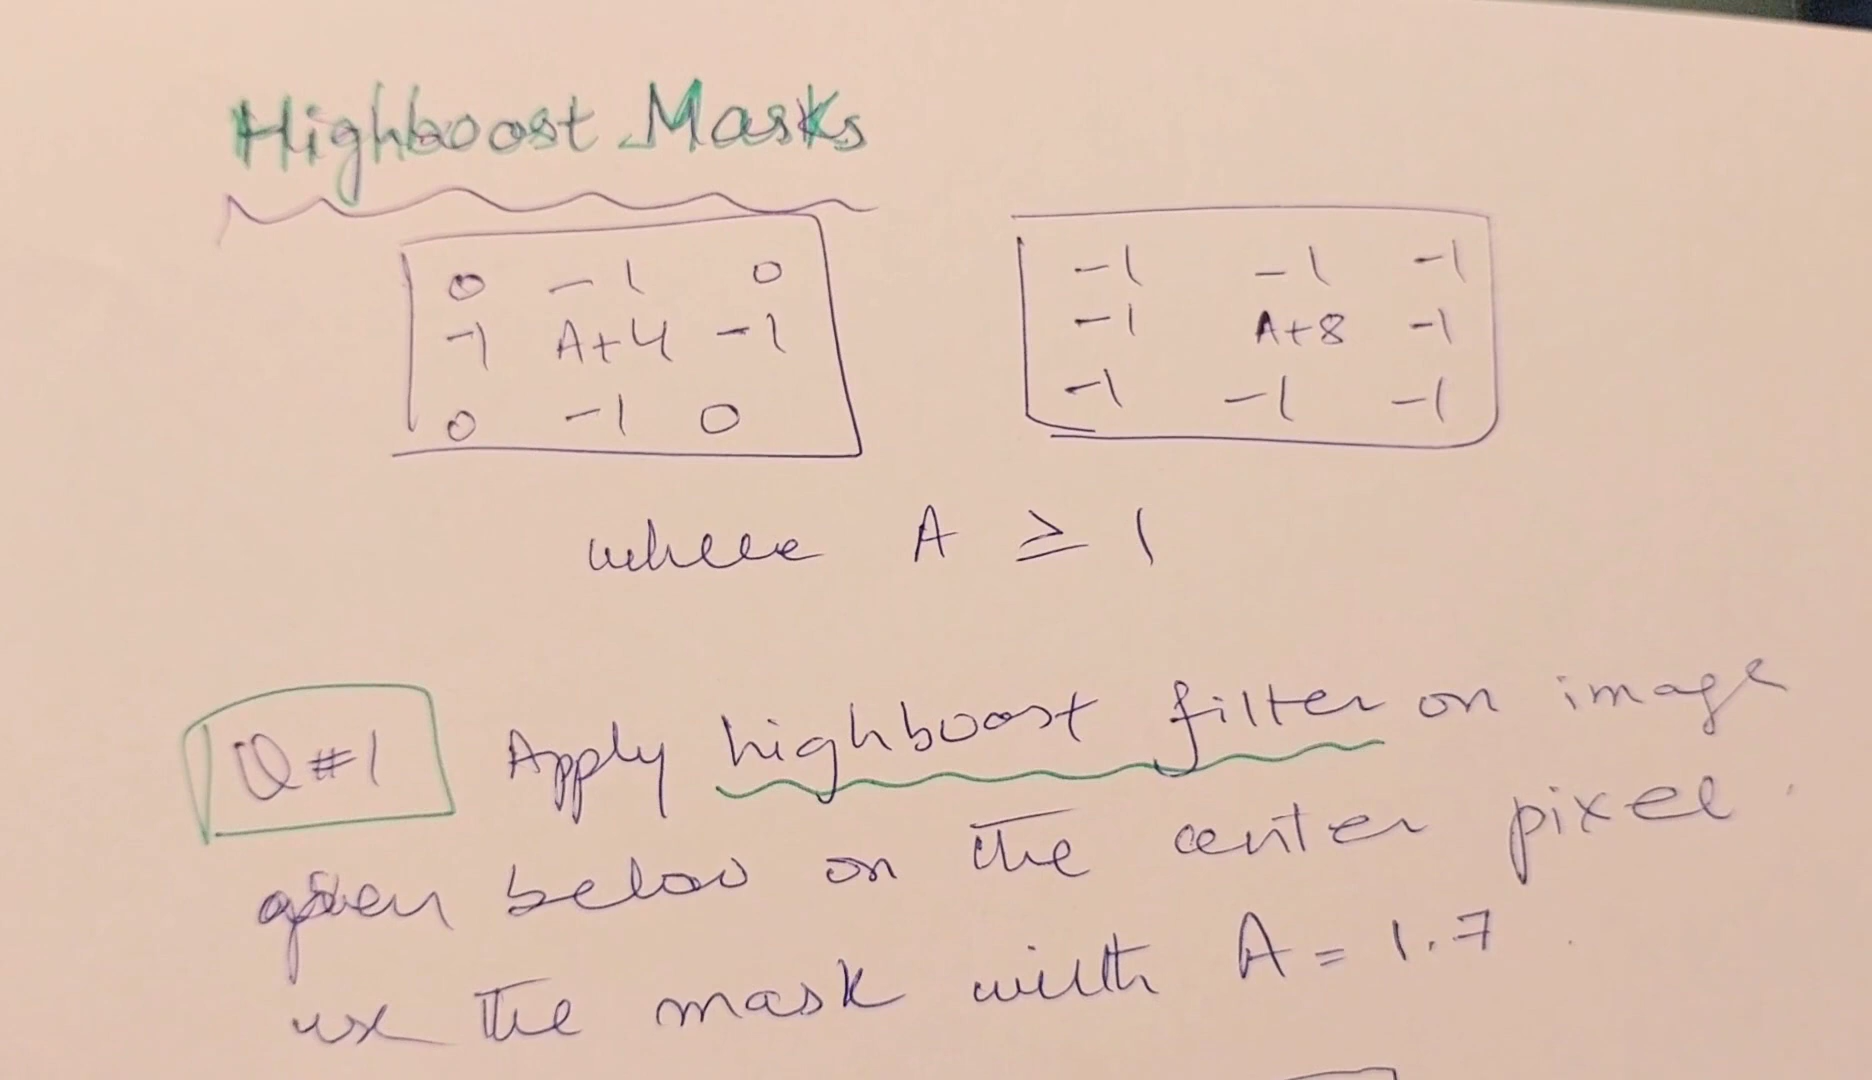 Highboost Masks
0 -1 0
-1 A+4 -1
0 -1 0
-1 -1 -1
-1 A+8 -1
-1 -1 -1
where A ≥ 1
Q#1 Apply highboost filter on image
given below on the center pixel.
use the mask with A = 1.7